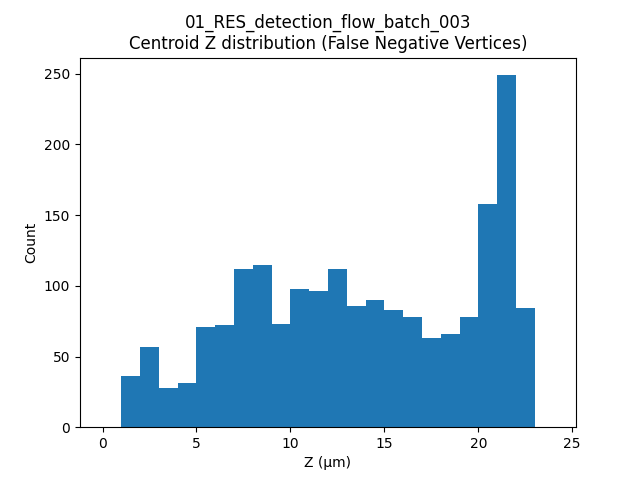 01_RES_detection_flow_batch_003
Centroid Z distribution (False Negative Vertices)
250
200
150
100
50
0
Count
0 5 10 15 20 25
Z (μm)